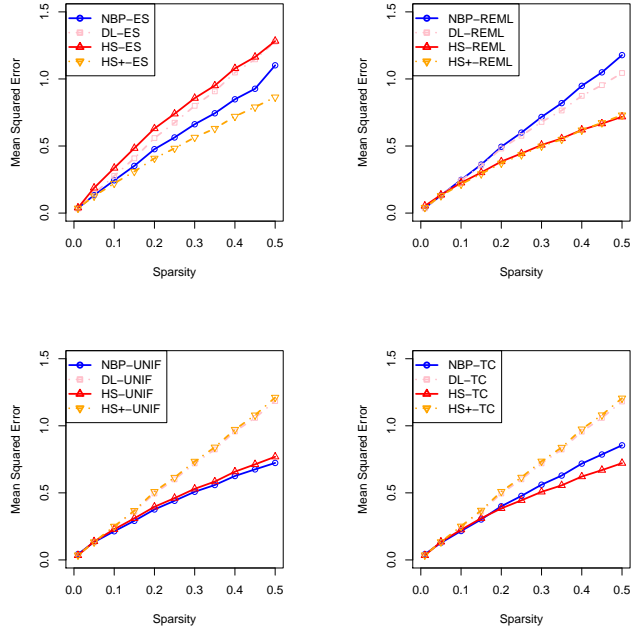 NBP−ES
DL−ES
HS−ES
HS+−ES
Mean Squared Error
0.0
0.5
1.0
1.5
0.0 0.1 0.2 0.3 0.4 0.5
Sparsity
NBP−REML
DL−REML
HS−REML
HS+−REML
Mean Squared Error
0.0
0.5
1.0
1.5
0.0 0.1 0.2 0.3 0.4 0.5
Sparsity
NBP−UNIF
DL−UNIF
HS−UNIF
HS+−UNIF
Mean Squared Error
0.0
0.5
1.0
1.5
0.0 0.1 0.2 0.3 0.4 0.5
Sparsity
NBP−TC
DL−TC
HS−TC
HS+−TC
Mean Squared Error
0.0
0.5
1.0
1.5
0.0 0.1 0.2 0.3 0.4 0.5
Sparsity